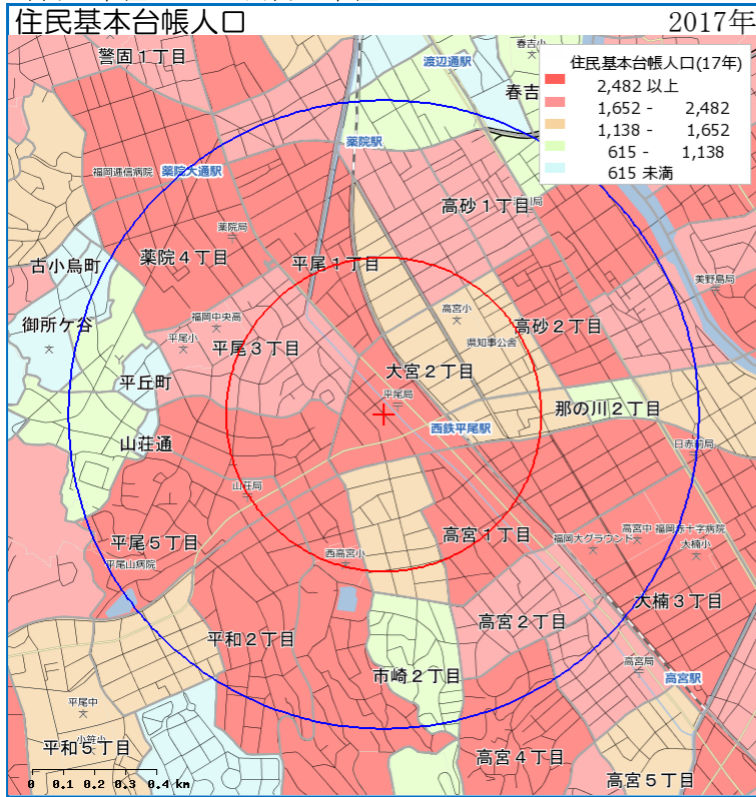 住民基本台帳人口 2017年
住民基本台帳人口(17年)
2,482 以上
1,652 - 2,482
1,138 - 1,652
615 - 1,138
615 未満
警固1丁目
渡辺通駅
春吉小
春吉
薬院駅
福岡逓信病院
薬院大通駅
高砂1丁目
薬院局
古小烏町
薬院4丁目
平尾1丁目
美野島局
御所ケ谷
福岡中央高
平尾小
高宮小
高砂2丁目
県知事公舎
平尾3丁目
大宮2丁目
平丘町
平尾局
那の川2丁目
西鉄平尾駅
山荘通
日赤前局
山荘局
平尾5丁目
平尾山病院
西高宮小
高宮1丁目
福岡大グラウンド
高宮中
福岡赤十字病院
大楠小
大楠3丁目
高宮2丁目
平和2丁目
市崎2丁目
高宮局
高宮駅
平尾中
小笹小
平和5丁目
高宮4丁目
高宮5丁目
0 0.1 0.2 0.3 0.4 km